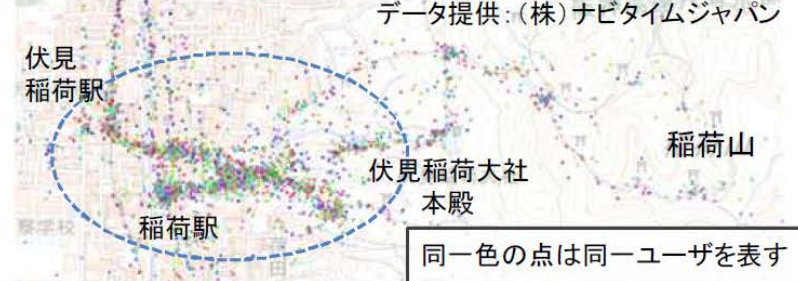 データ提供：（株）ナビタイムジャパン
伏見
稲荷駅
稲荷山
伏見稲荷大社
本殿
稲荷駅
同一色の点は同一ユーザを表す